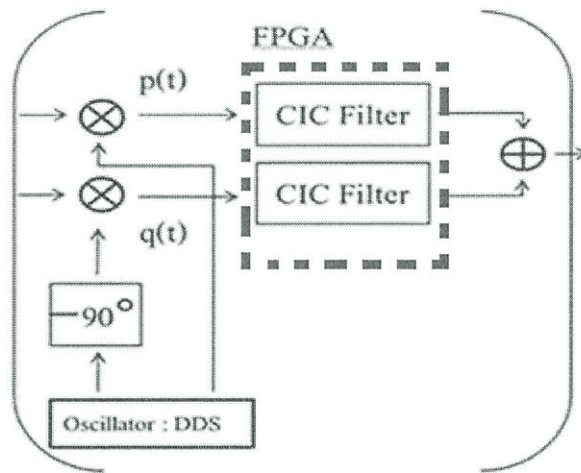 FPGA
p(t)
CIC Filter
CIC Filter
q(t)
−90°
Oscillator : DDS